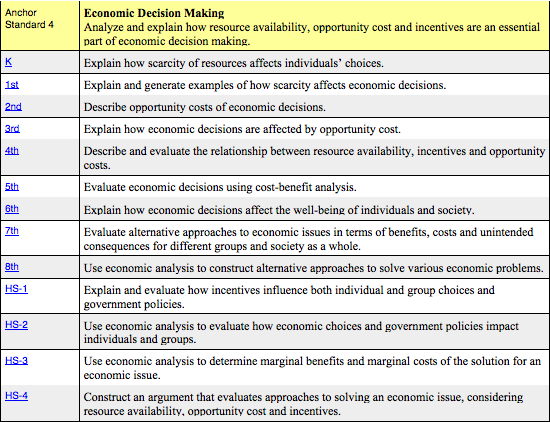 Anchor
Standard 4
Economic Decision Making
Analyze and explain how resource availability, opportunity cost and incentives are an essential
part of economic decision making.
K
Explain how scarcity of resources affects individuals' choices.
1st
Explain and generate examples of how scarcity affects economic decisions.
2nd
Describe opportunity costs of economic decisions.
3rd
Explain how economic decisions are affected by opportunity cost.
4th
Describe and evaluate the relationship between resource availability, incentives and opportunity
costs.
5th
Evaluate economic decisions using cost-benefit analysis.
6th
Explain how economic decisions affect the well-being of individuals and society.
7th
Evaluate alternative approaches to economic issues in terms of benefits, costs and unintended
consequences for different groups and society as a whole.
8th
Use economic analysis to construct alternative approaches to solve various economic problems.
HS-1
Explain and evaluate how incentives influence both individual and group choices and
government policies.
HS-2
Use economic analysis to evaluate how economic choices and government policies impact
individuals and groups.
HS-3
Use economic analysis to determine marginal benefits and marginal costs of the solution for an
economic issue.
HS-4
Construct an argument that evaluates approaches to solving an economic issue, considering
resource availability, opportunity cost and incentives.